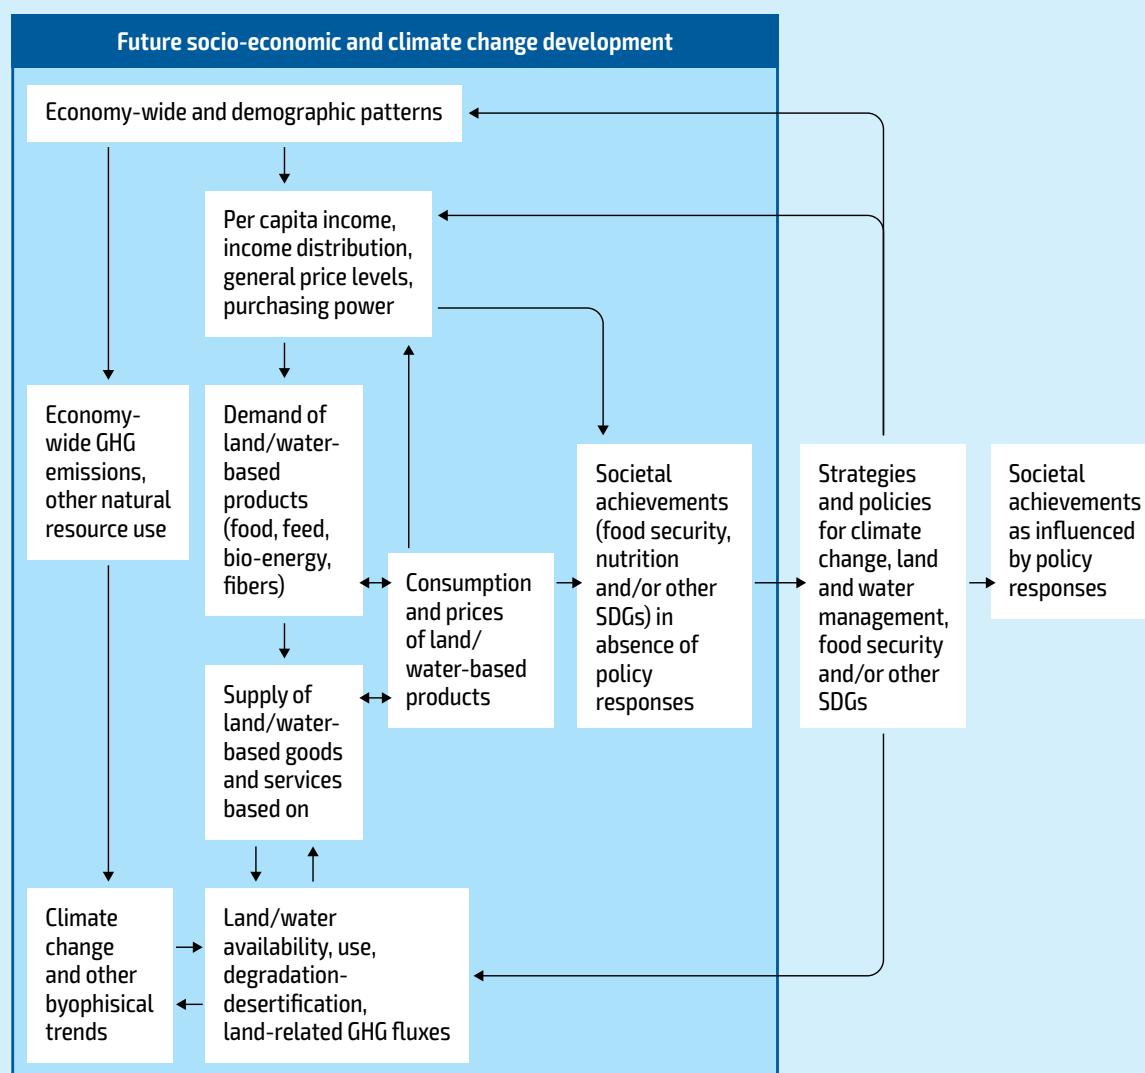 Future socio-economic and climate change development
Economy-wide and demographic patterns
Per capita income,
income distribution,
general price levels,
purchasing power
Economy-
wide GHG
emissions,
other natural
resource use
Demand of
land/water-
based
products
(food, feed,
bio-energy,
fibers)
Consumption
and prices
of land/
water-based
products
Societal
achievements
(food security,
nutrition
and/or other
SDGs) in
absence of
policy
responses
Strategies
and policies
for climate
change, land
and water
management,
food security
and/or other
SDGs
Societal
achievements
as influenced
by policy
responses
Supply of
land/water-
based goods
and services
based on
Climate
change
and other
byophisical
trends
Land/water
availability, use,
degradation-
desertification,
land-related GHG fluxes